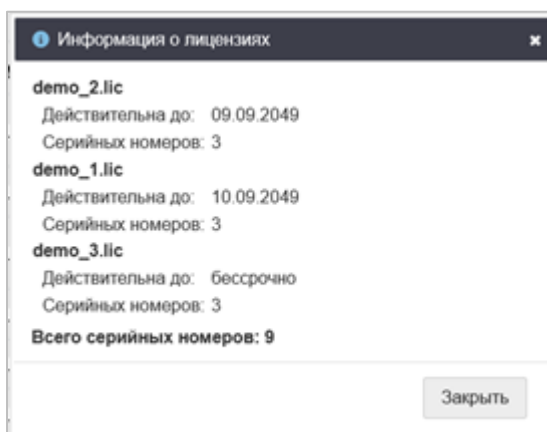 Информация о лицензиях
demo_2.lic
Действительна до: 09.09.2049
Серийных номеров: 3
demo_1.lic
Действительна до: 10.09.2049
Серийных номеров: 3
demo_3.lic
Действительна до: бессрочно
Серийных номеров: 3
Всего серийных номеров: 9
Закрыть